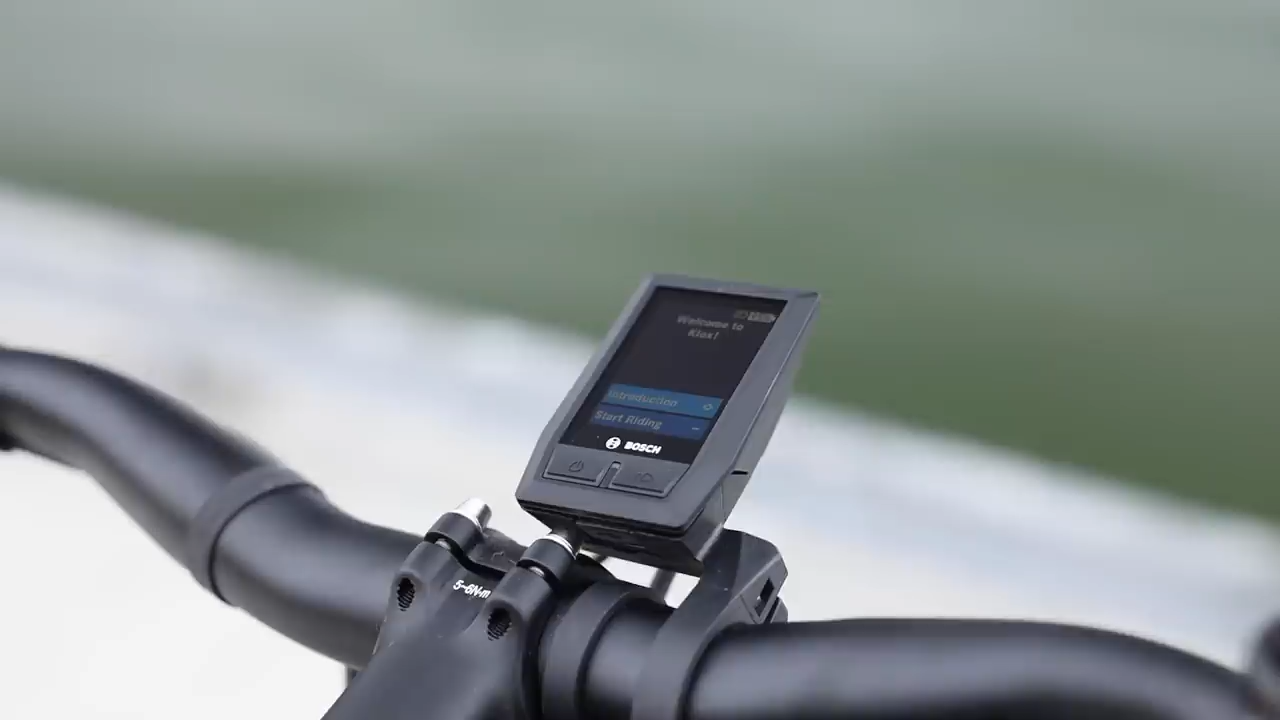 Welcome to
Kiox!
Introduction
Start Riding
BOSCH
5-6N·m